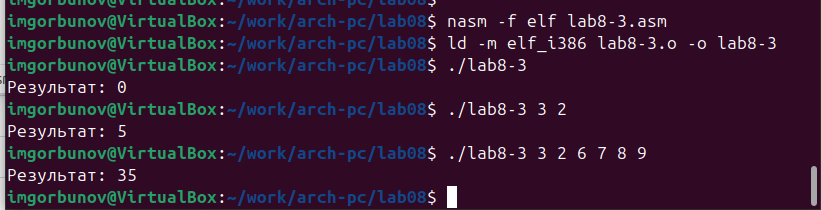 imgorbunov@VirtualBox:~/work/arch-pc/lab08$ nasm -f elf lab8-3.asm
imgorbunov@VirtualBox:~/work/arch-pc/lab08$ ld -m elf_i386 lab8-3.o -o lab8-3
imgorbunov@VirtualBox:~/work/arch-pc/lab08$ ./lab8-3
Результат: 0
imgorbunov@VirtualBox:~/work/arch-pc/lab08$ ./lab8-3 3 2
Результат: 5
imgorbunov@VirtualBox:~/work/arch-pc/lab08$ ./lab8-3 3 2 6 7 8 9
Результат: 35
imgorbunov@VirtualBox:~/work/arch-pc/lab08$